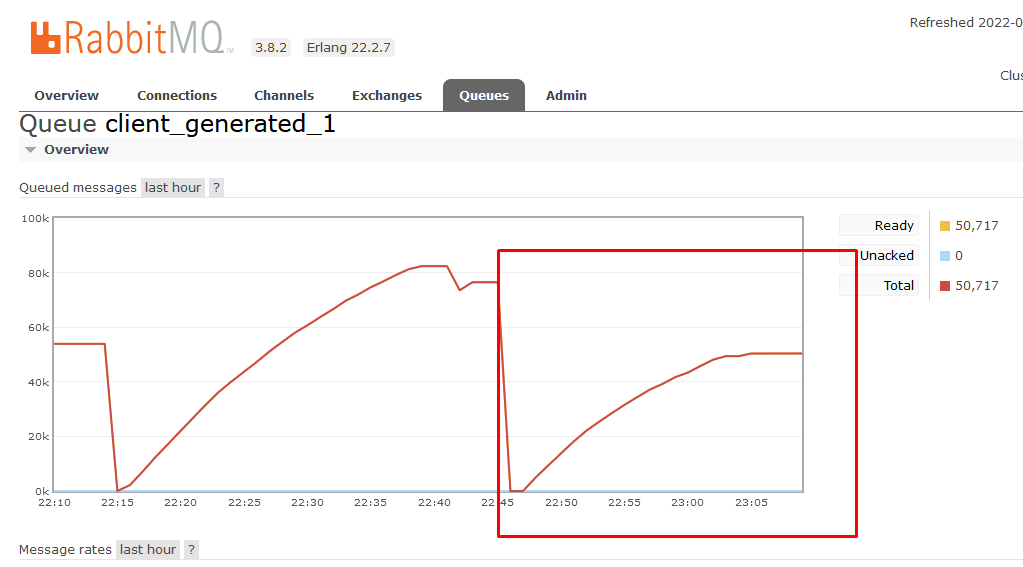 Refreshed 2022-0
RabbitMQ™ 3.8.2 Erlang 22.2.7
Clus
Overview Connections Channels Exchanges Queues Admin
Queue client_generated_1
Overview
Queued messages last hour ?
100k
80k
60k
40k
20k
0k
22:10 22:15 22:20 22:25 22:30 22:35 22:40 22:45 22:50 22:55 23:00 23:05
Ready 50,717
Unacked 0
Total 50,717
Message rates last hour ?